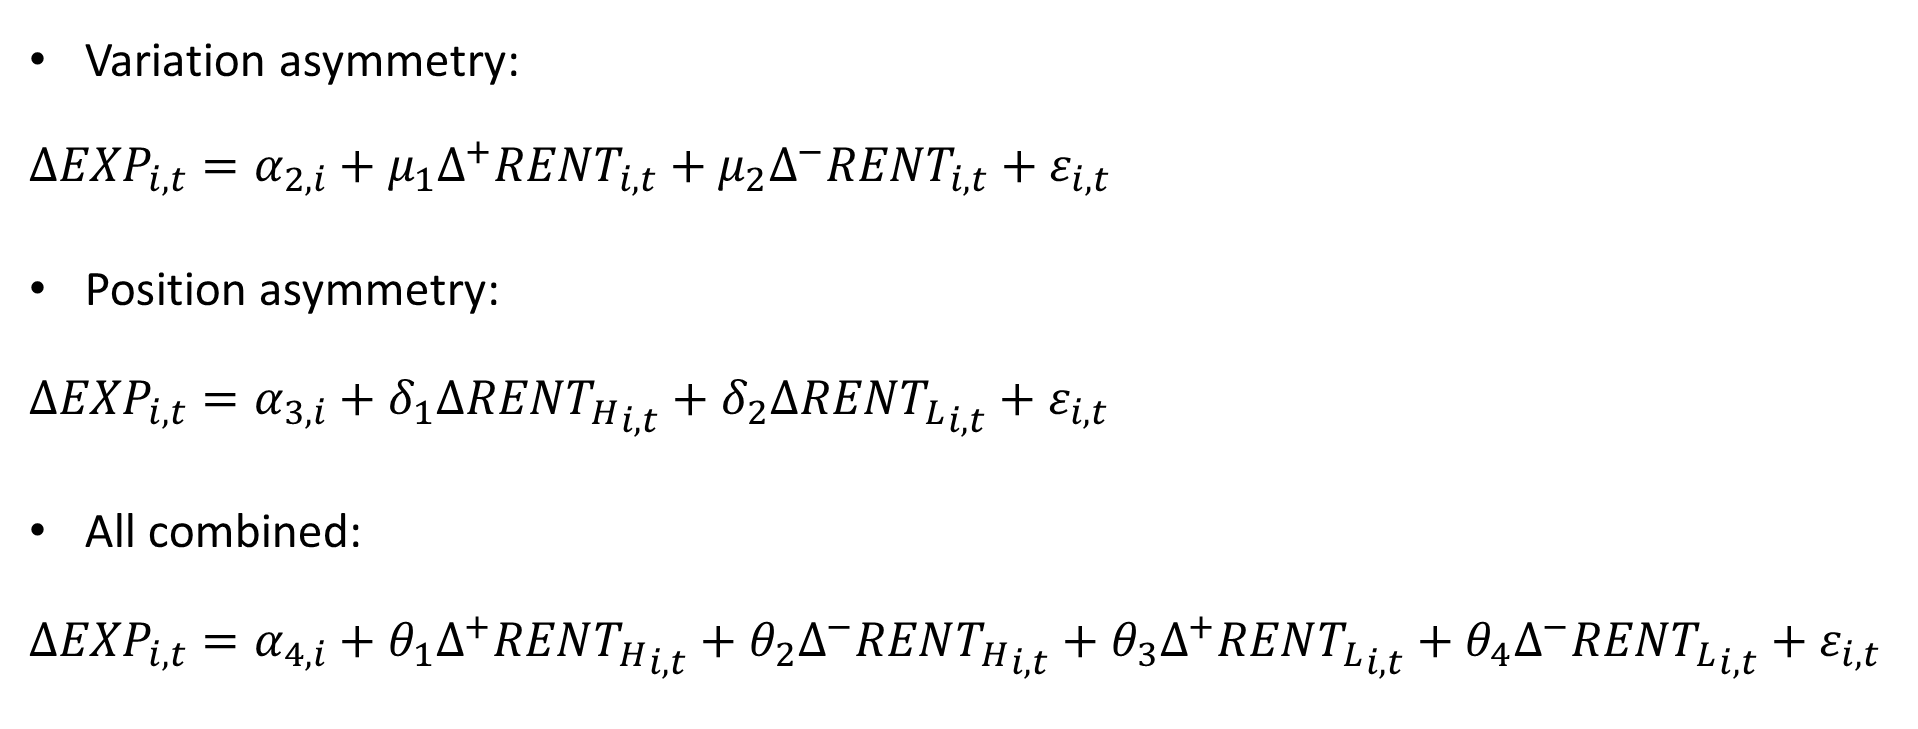 • Variation asymmetry:
ΔEXP_{i,t} = α_{2,i} + μ_1Δ^+RENT_{i,t} + μ_2Δ^−RENT_{i,t} + ε_{i,t}
• Position asymmetry:
ΔEXP_{i,t} = α_{3,i} + δ_1ΔRENT_{H_{i,t}} + δ_2ΔRENT_{L_{i,t}} + ε_{i,t}
• All combined:
ΔEXP_{i,t} = α_{4,i} + θ_1Δ^+RENT_{H_{i,t}} + θ_2Δ^−RENT_{H_{i,t}} + θ_3Δ^+RENT_{L_{i,t}} + θ_4Δ^−RENT_{L_{i,t}} + ε_{i,t}